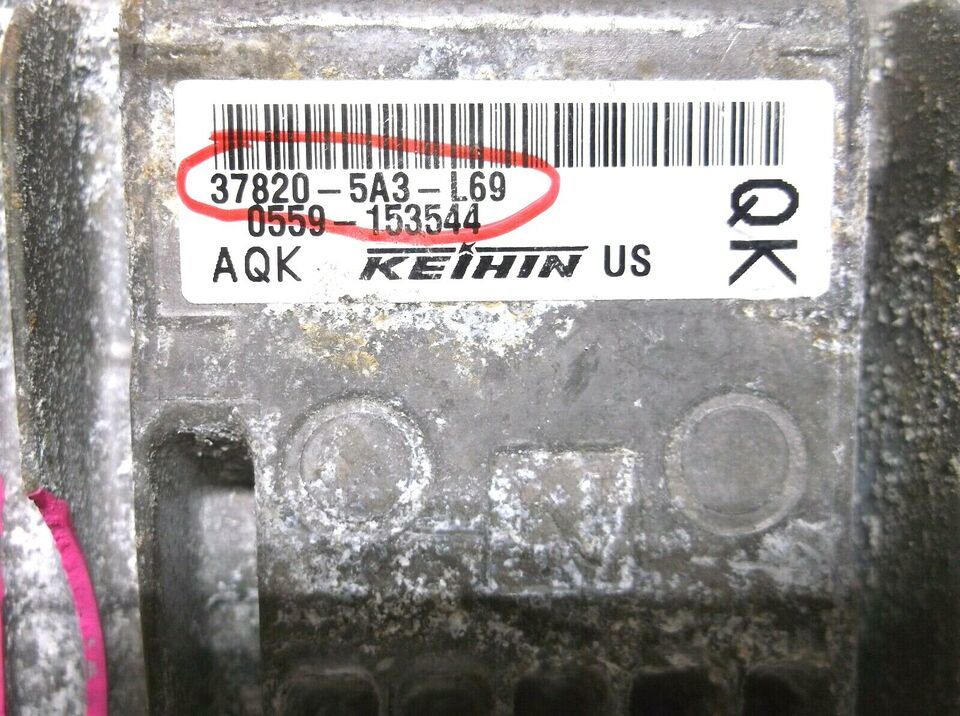 37820-5A3-L69
0559-153544
AQK KEIHIN US
QK